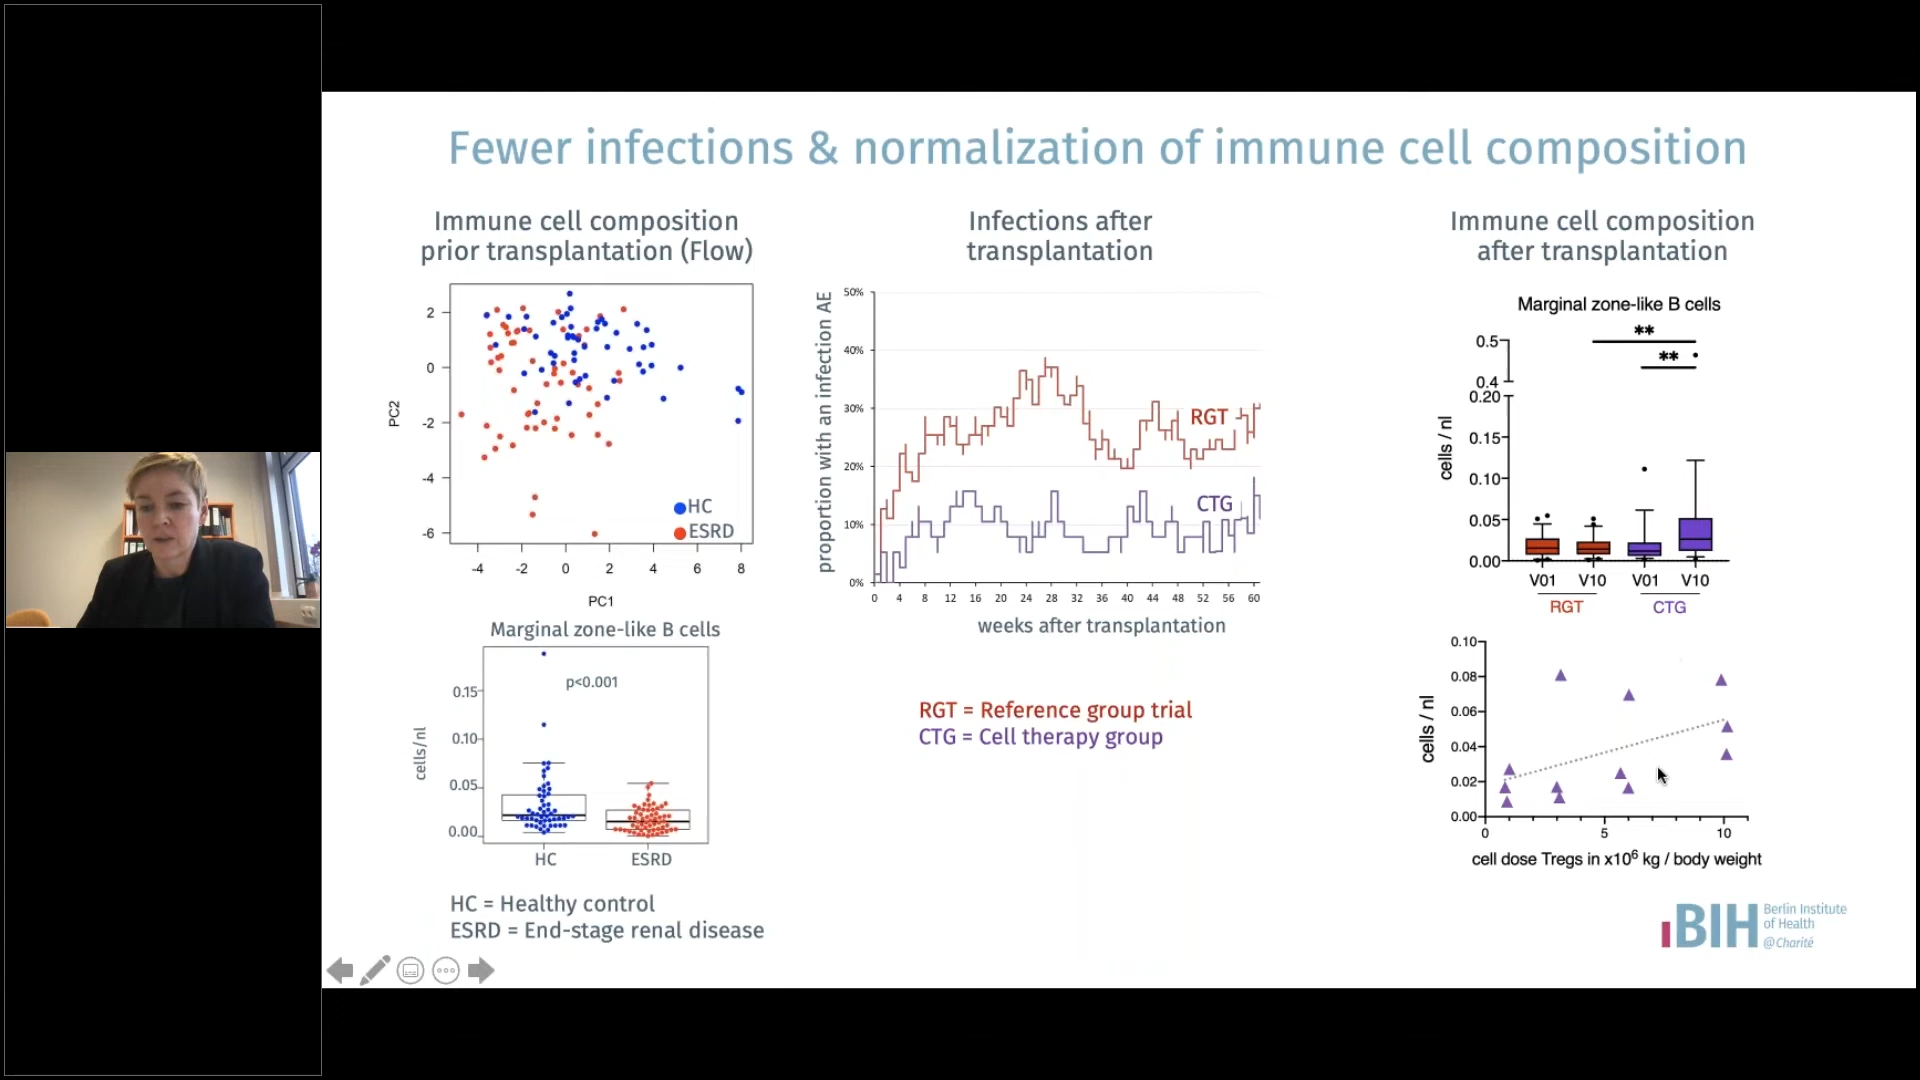 Fewer infections & normalization of immune cell composition
Immune cell composition
prior transplantation (Flow)
2
0
-2
-4
-6
PC2
-4
-2
0
2
4
6
8
PC1
HC
ESRD
Marginal zone-like B cells
p<0.001
0.15
0.10
0.05
0.00
cells/nl
HC
ESRD
HC = Healthy control
ESRD = End-stage renal disease
Infections after
transplantation
proportion with an infection AE
50%
40%
30%
20%
10%
0%
RGT
CTG
0
4
8
12
16
20
24
28
32
36
40
44
48
52
56
60
weeks after transplantation
RGT = Reference group trial
CTG = Cell therapy group
Immune cell composition
after transplantation
Marginal zone-like B cells
**
**
0.5
0.4
0.20
0.15
0.10
0.05
0.00
cells / nl
V01
V10
V01
V10
RGT
CTG
0.10
0.08
0.06
0.04
0.02
0.00
cells / nl
0
5
10
cell dose Tregs in x10⁶ kg / body weight
BIH
Berlin Institute
of Health
@Charité